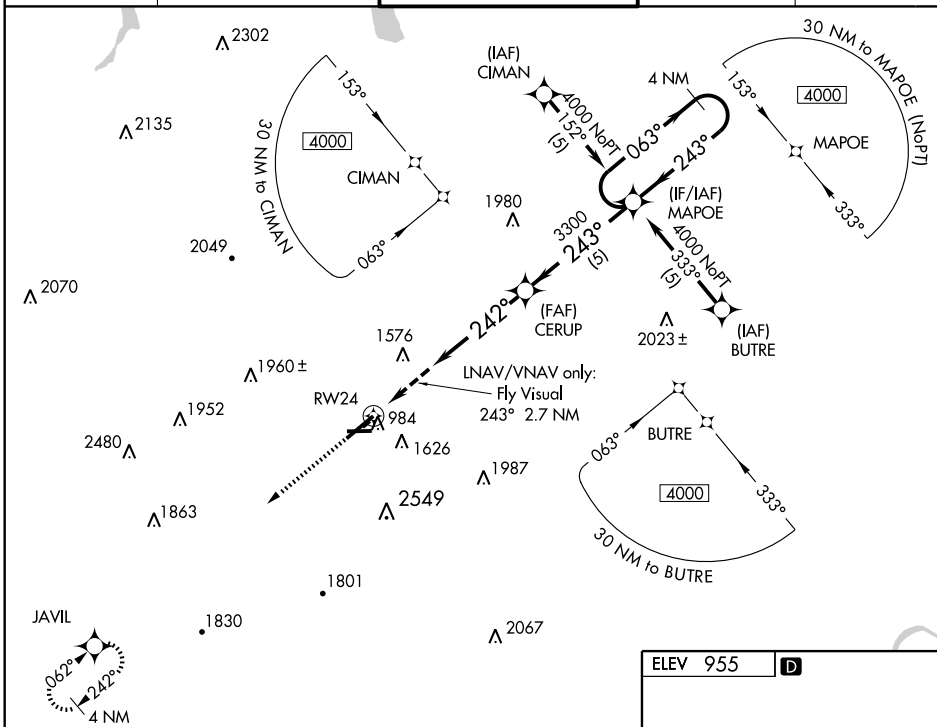 2302
2135
2049
2070
1960±
1952
2480
1863
1830
1801
153°
4000
CIMAN
063°
30 NM to CIMAN
(IAF)
CIMAN
4000 NoPT
152°
(5)
4 NM
063°
243°
(IF/IAF)
MAPOE
1980
3300
243°
(5)
30 NM to MAPOE (NoPT)
153°
4000
MAPOE
333°
4000 NoPT
333°
(5)
(IAF)
BUTRE
2023±
(FAF)
CERUP
242°
1576
LNAV/VNAV only:
Fly Visual
243° 2.7 NM
RW24
984
1626
1987
2549
2067
BUTRE
063°
4000
333°
30 NM to BUTRE
JAVIL
062°
242°
4 NM
ELEV 955 D